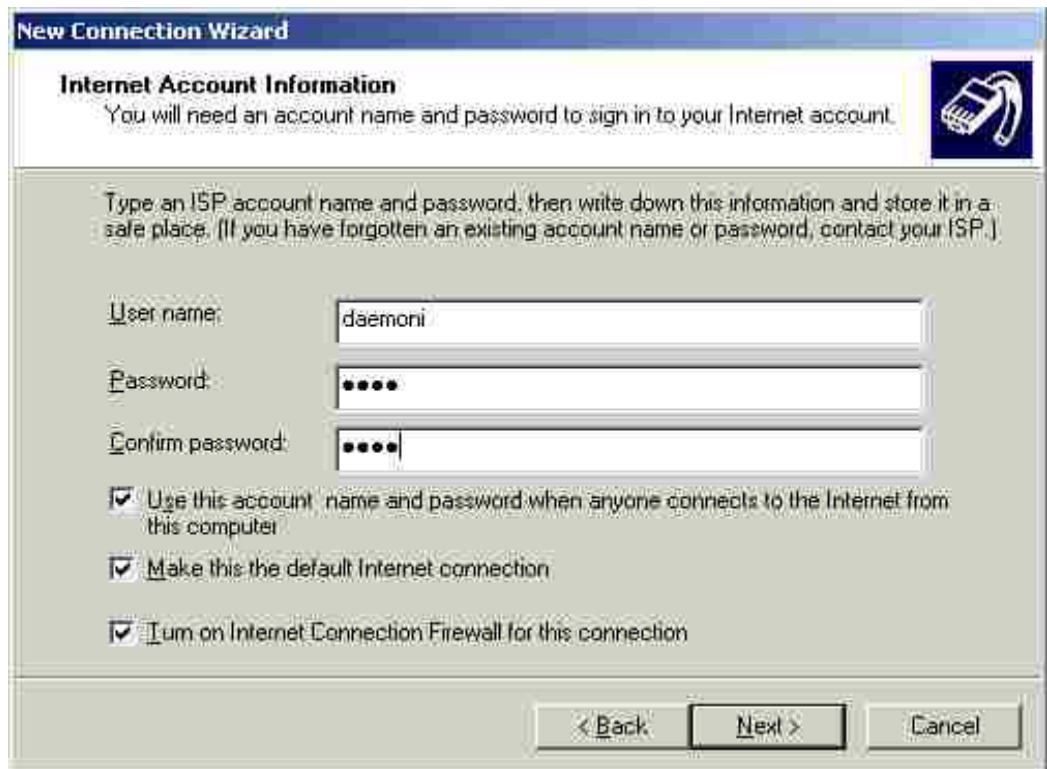 New Connection Wizard
Internet Account Information
You will need an account name and password to sign in to your Internet account.
Type an ISP account name and password, then write down this information and store it in a
safe place. (If you have forgotten an existing account name or password, contact your ISP.)
User name:
daemoni
Password:
••••
Confirm password:
••••
Use this account name and password when anyone connects to the Internet from
this computer
Make this the default Internet connection
Turn on Internet Connection Firewall for this connection
< Back
Next >
Cancel